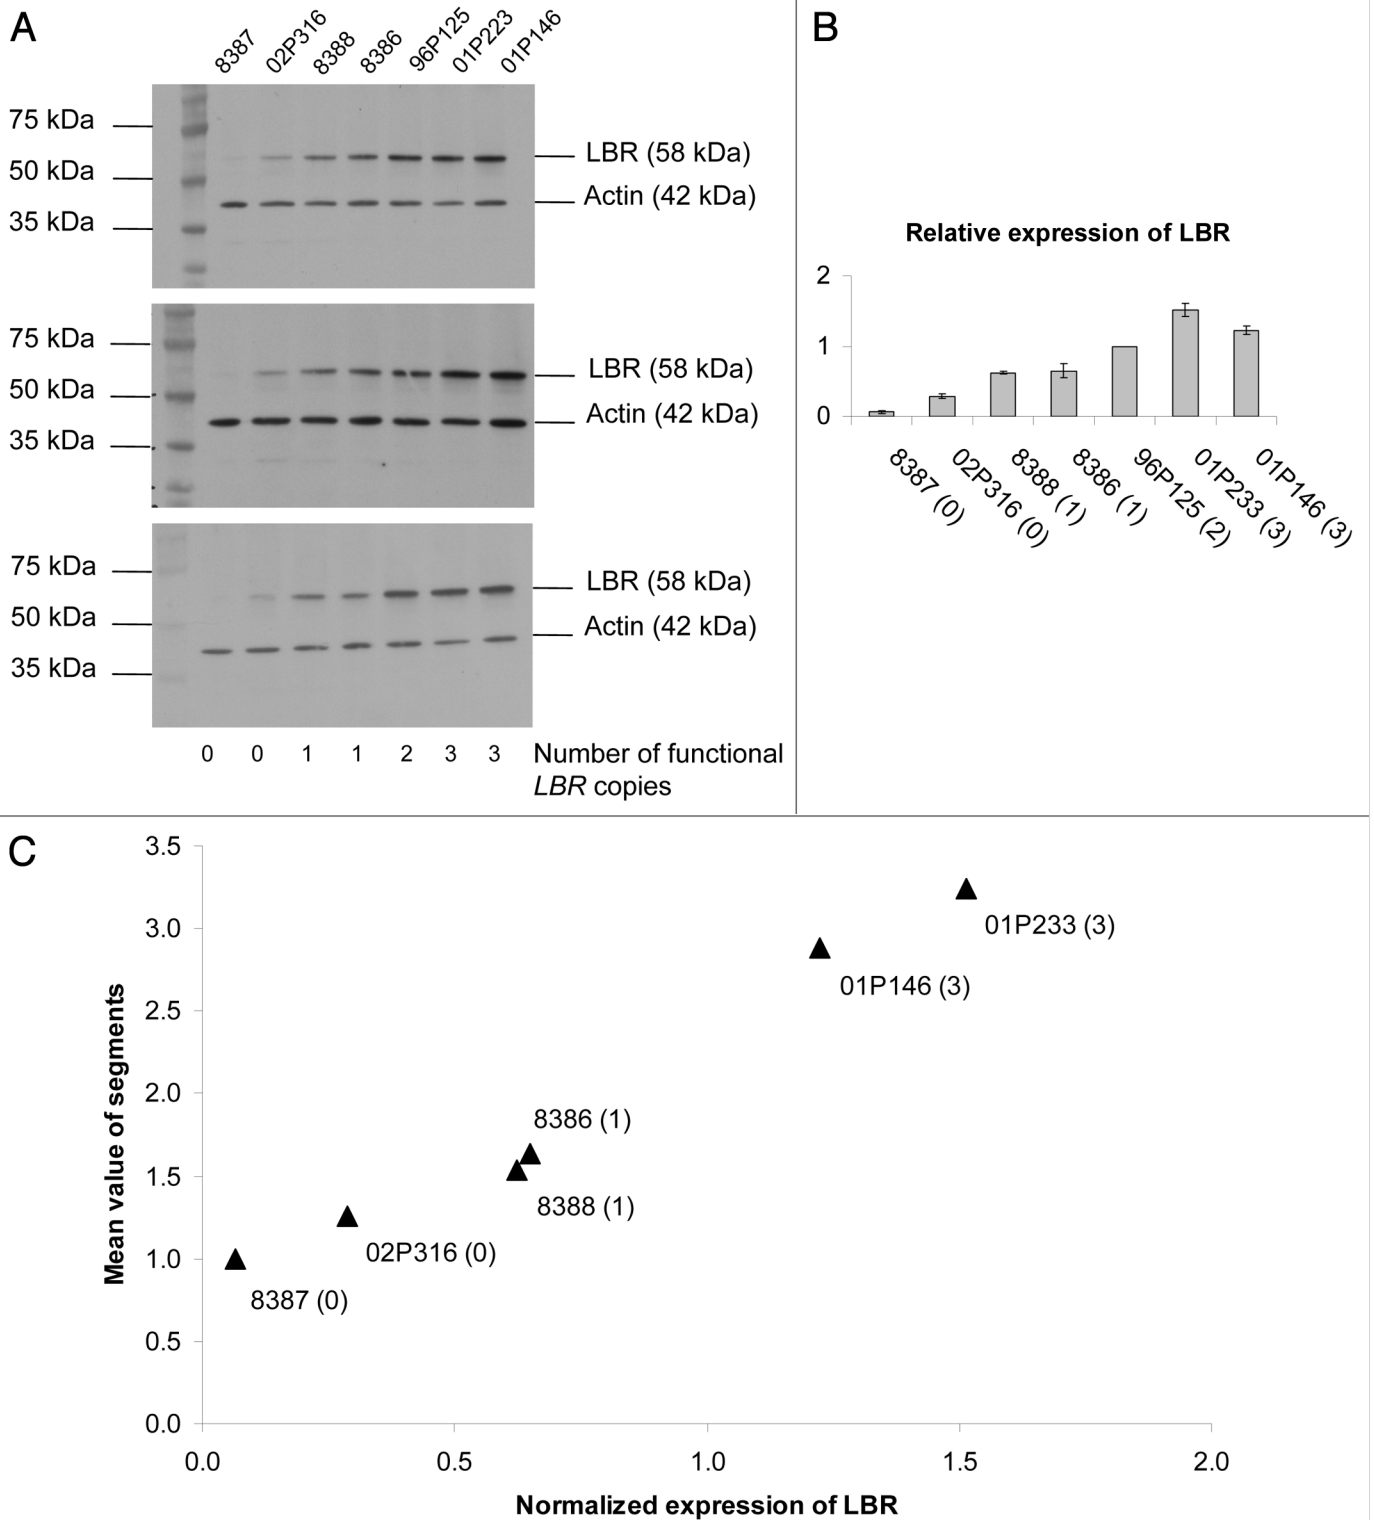 A
8387
02P316
8388
8386
96P125
01P223
01P146
75 kDa
50 kDa
35 kDa
LBR (58 kDa)
Actin (42 kDa)
75 kDa
50 kDa
35 kDa
LBR (58 kDa)
Actin (42 kDa)
75 kDa
50 kDa
35 kDa
LBR (58 kDa)
Actin (42 kDa)
0 0 1 1 2 3 3 Number of functional
LBR copies
B
Relative expression of LBR
2
1
0
8387 (0)
02P316 (0)
8388 (1)
8386 (1)
96P125 (2)
01P233 (3)
01P146 (3)
C
Mean value of segments
3.5
3.0
2.5
2.0
1.5
1.0
0.5
0.0
01P233 (3)
01P146 (3)
8386 (1)
8388 (1)
02P316 (0)
8387 (0)
0.0 0.5 1.0 1.5 2.0
Normalized expression of LBR